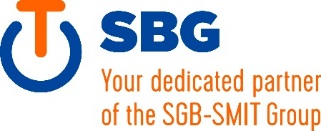 SBG
Your dedicated partner
of the SGB-SMIT Group